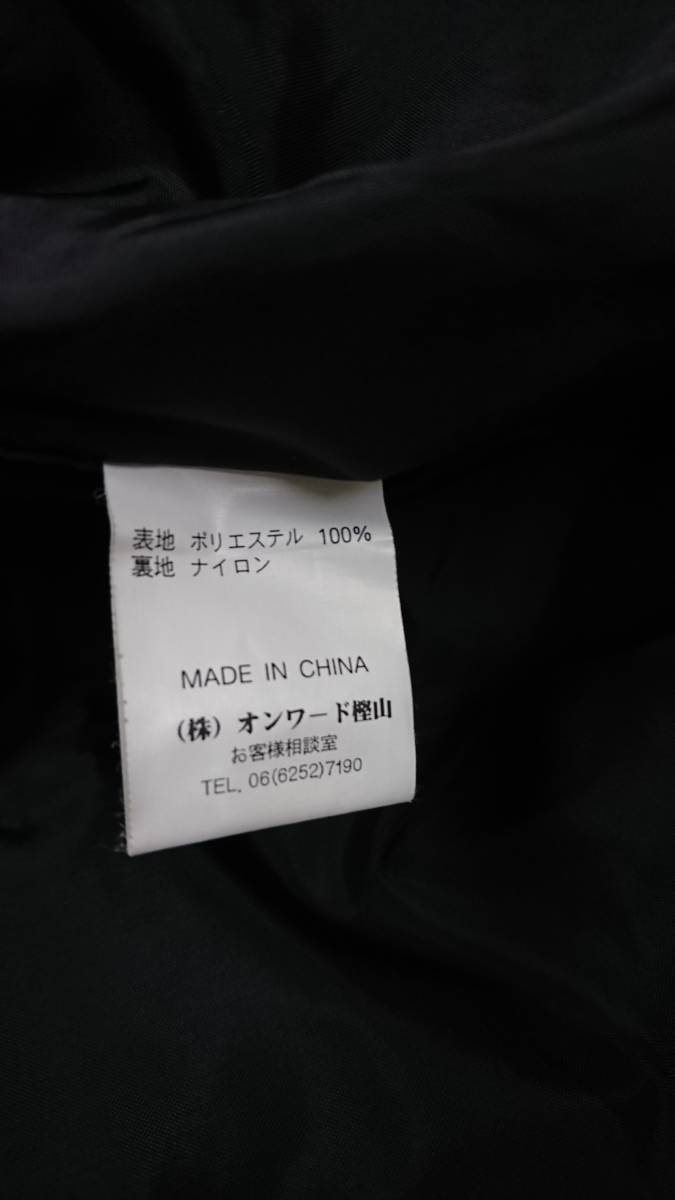 表地 ポリエステル 100%
裏地 ナイロン
MADE IN CHINA
(株)オンワード樫山
お客様相談室
TEL. 06(6252)7190